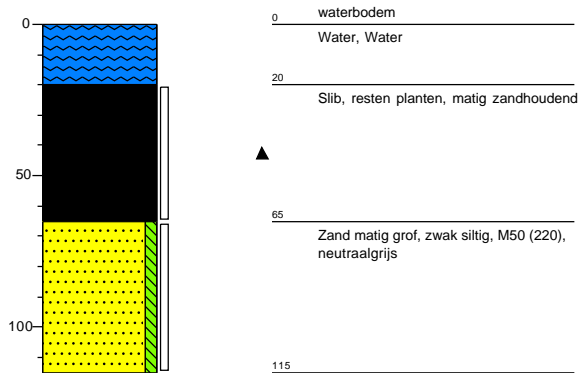 0
50
100
0
waterbodem
Water, Water
20
Slib, resten planten, matig zandhoudend
65
Zand matig grof, zwak siltig, M50 (220),
neutraalgrijs
115